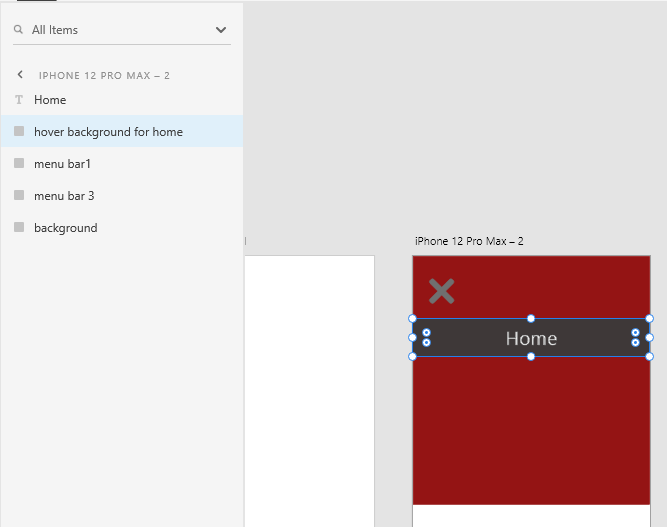 All Items
IPHONE 12 PRO MAX – 2
Home
hover background for home
menu bar1
menu bar 3
background
iPhone 12 Pro Max – 2
Home